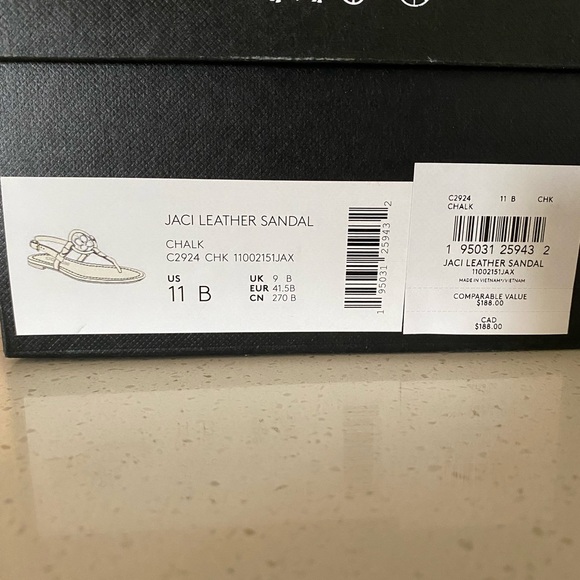 JACI LEATHER SANDAL
CHALK
C2924 CHK 11002151JAX
US
11 B
UK 9 B
EUR 41.5B
CN 270 B
1 95031 25943 2
C2924 11 B CHK
CHALK
1 95031 25943 2
JACI LEATHER SANDAL
11002151JAX
MADE IN VIETNAM*/VIETNAM
COMPARABLE VALUE
$188.00
CAD
$188.00